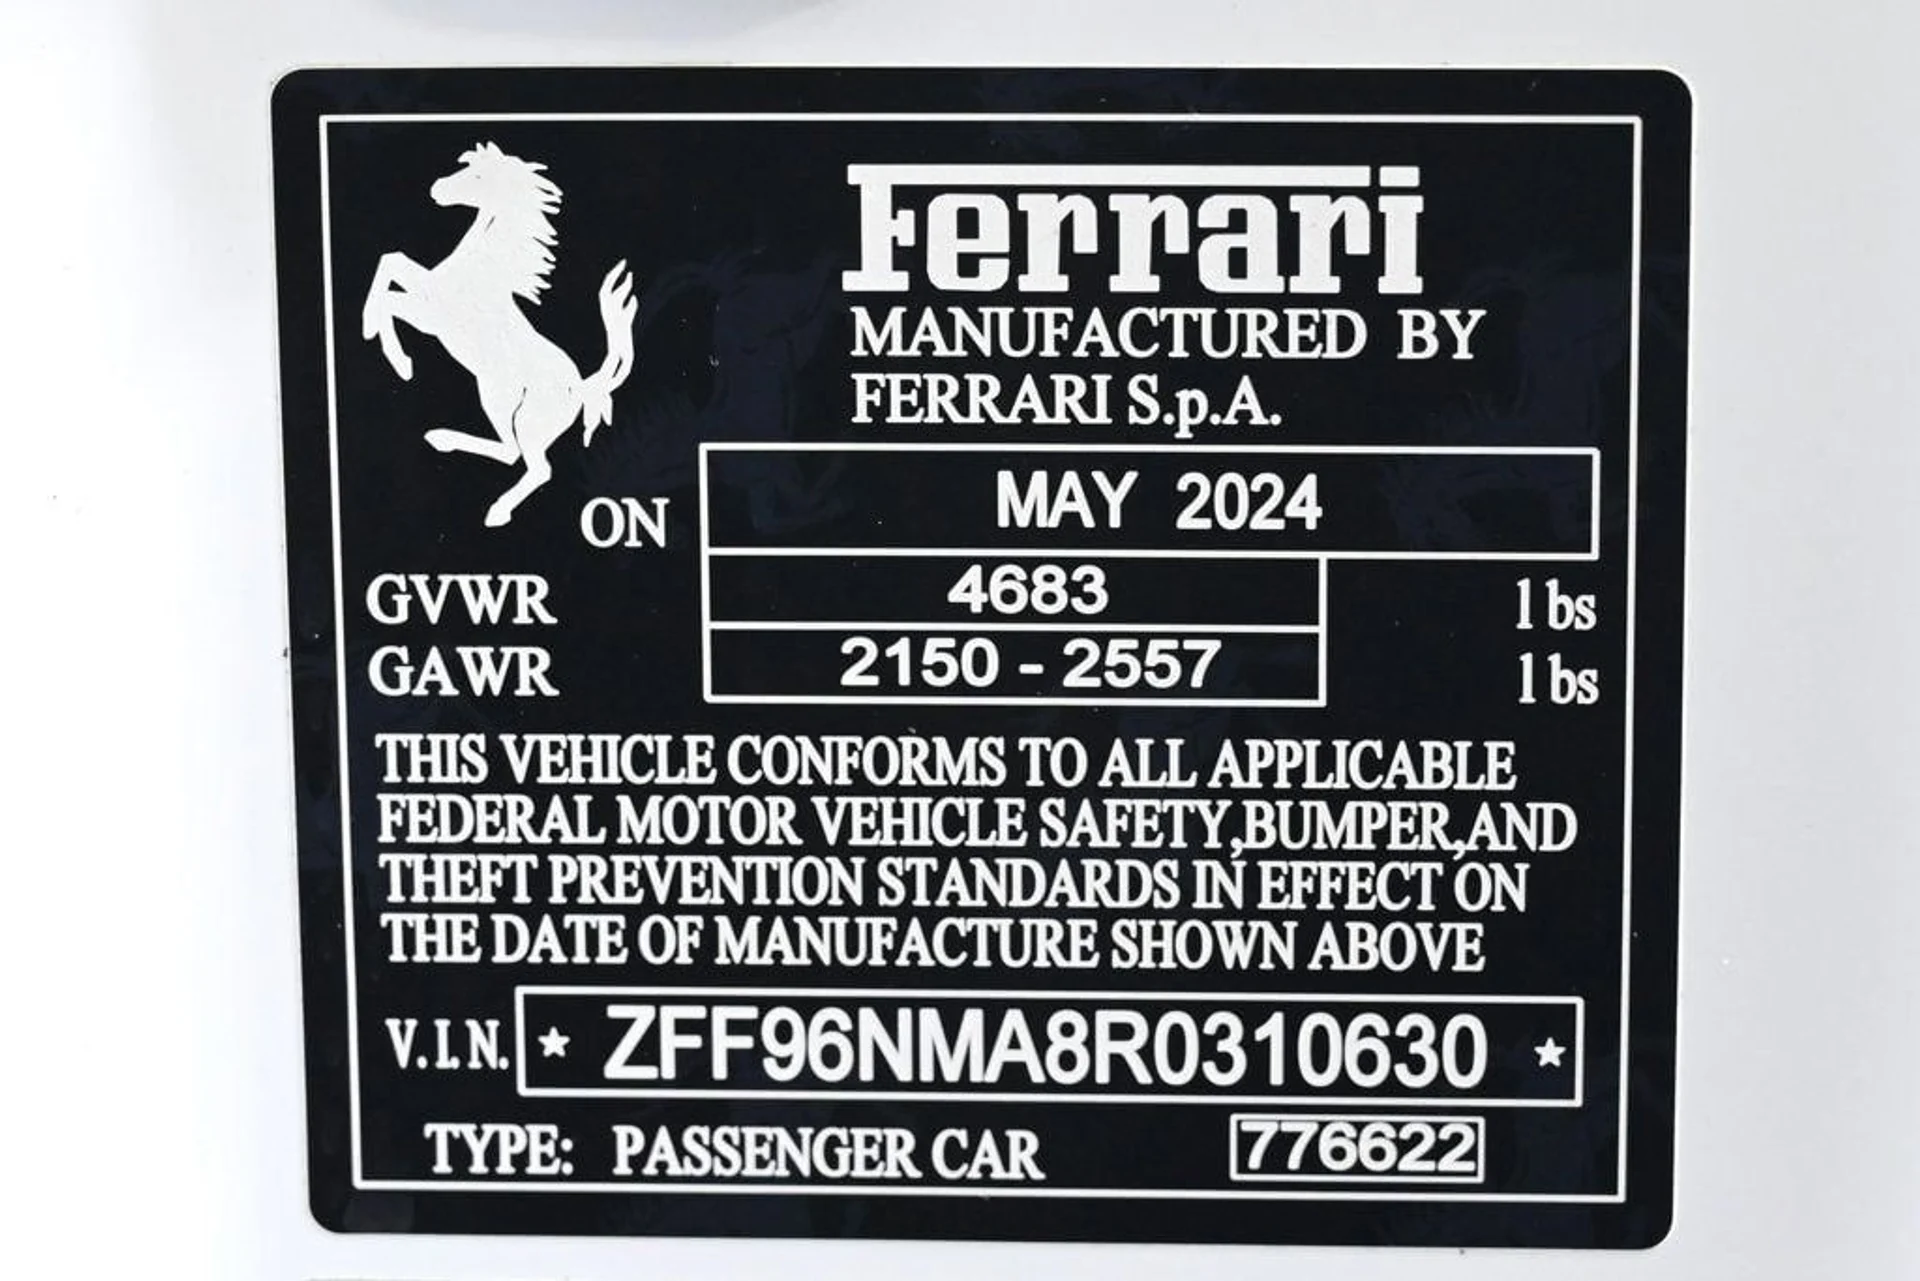 Ferrari
MANUFACTURED BY
FERRARI S.p.A.
ON MAY 2024
GVWR 4683 lbs
GAWR 2150 - 2557 lbs
THIS VEHICLE CONFORMS TO ALL APPLICABLE
FEDERAL MOTOR VEHICLE SAFETY,BUMPER,AND
THEFT PREVENTION STANDARDS IN EFFECT ON
THE DATE OF MANUFACTURE SHOWN ABOVE
V.I.N. ★ ZFF96NMA8R0310630 ★
TYPE: PASSENGER CAR 776622